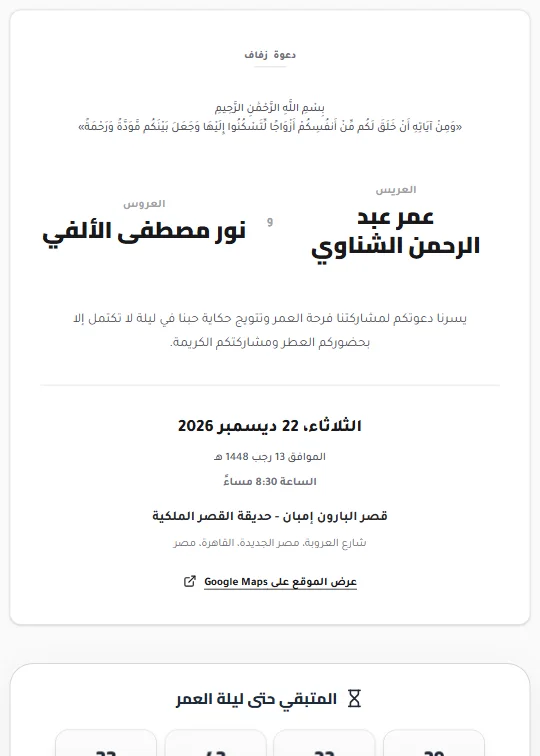 دعوة زفاف
بِسْمِ اللَّهِ الرَّحْمَٰنِ الرَّحِيمِ
«وَمِنْ آيَاتِهِ أَنْ خَلَقَ لَكُم مِّنْ أَنفُسِكُمْ أَزْوَاجًا لِّتَسْكُنُوا إِلَيْهَا وَجَعَلَ بَيْنَكُم مَّوَدَّةً وَرَحْمَةً»
العريس
عمر عبد
الرحمن الشناوي
و
العروس
نور مصطفى الألفي
يسرنا دعوتكم لمشاركتنا فرحة العمر وتتويج حكاية حبنا في ليلة لا تكتمل إلا
بحضوركم العطر ومشاركتكم الكريمة.
الثلاثاء، 22 ديسمبر 2026
الموافق 13 رجب 1448 هـ
الساعة 8:30 مساءً
قصر البارون إمبان - حديقة القصر الملكية
شارع العروبة، مصر الجديدة، القاهرة، مصر
عرض الموقع على Google Maps
المتبقي حتى ليلة العمر